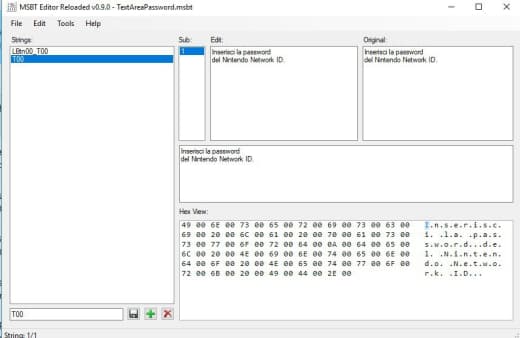 MSBT Editor Reloaded v0.9.0 - TextAreaPassword.msbt
File Edit Tools Help
Strings: Sub: Edit: Original:
LBtn00_T00
T00
1
Inserisci la password
del Nintendo Network ID.
Inserisci la password
del Nintendo Network ID.
Inserisci la password
del Nintendo Network ID.
Hex View:
49 00 6E 00 73 00 65 00 72 00 69 00 73 00 63 00 I.n.s.e.r.i.s.c.
69 00 20 00 6C 00 61 00 20 00 70 00 61 00 73 00 i. .l.a. .p.a.s.
73 00 77 00 6F 00 72 00 64 00 0A 00 64 00 65 00 s.w.o.r.d...d.e.
6C 00 20 00 4E 00 69 00 6E 00 74 00 65 00 6E 00 l. .N.i.n.t.e.n.
64 00 6F 00 20 00 4E 00 65 00 74 00 77 00 6F 00 d.o. .N.e.t.w.o.
72 00 6B 00 20 00 49 00 44 00 2E 00 r.k. .I.D...
T00
String: 1/1